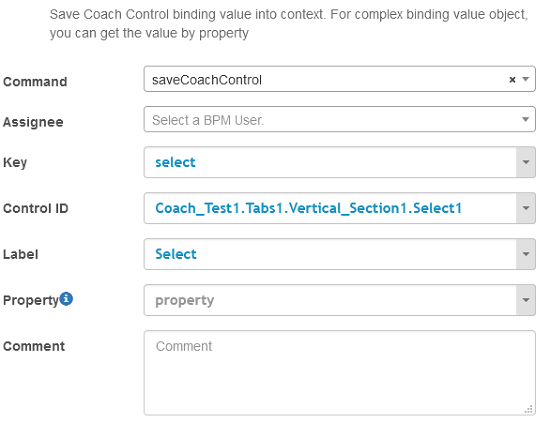 Save Coach Control binding value into context. For complex binding value object,
you can get the value by property
Command saveCoachControl
Assignee Select a BPM User.
Key select
Control ID Coach_Test1.Tabs1.Vertical_Section1.Select1
Label Select
Property property
Comment Comment